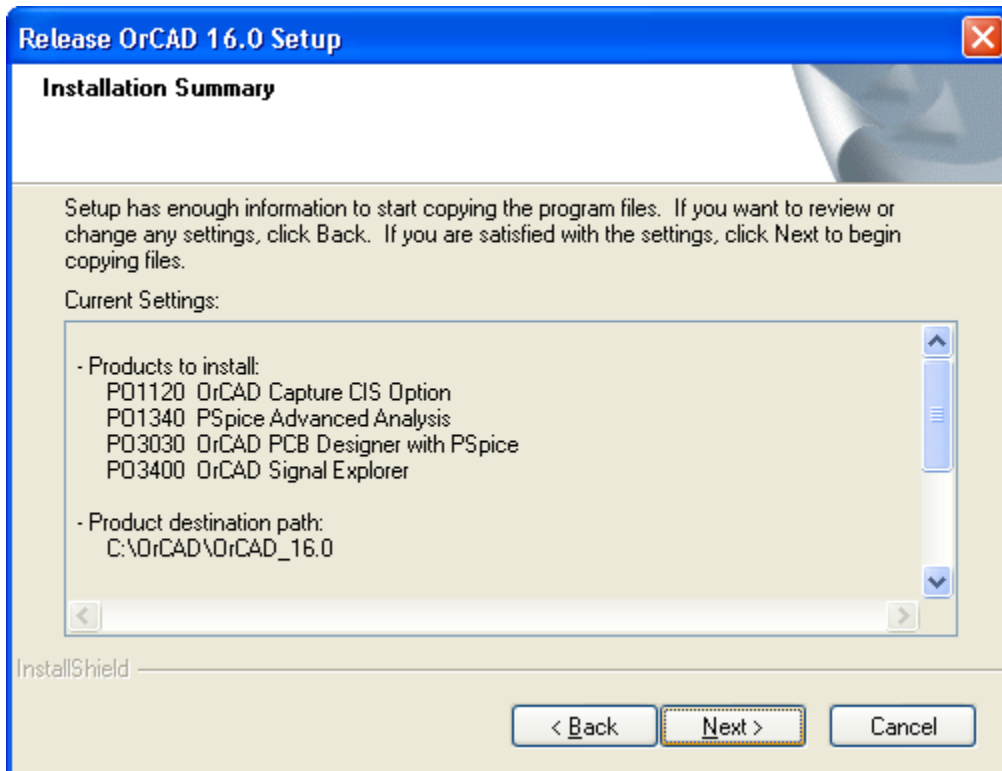 Release OrCAD 16.0 Setup
Installation Summary
Setup has enough information to start copying the program files.  If you want to review or
change any settings, click Back.  If you are satisfied with the settings, click Next to begin
copying files.
Current Settings:
- Products to install:
PO1120  OrCAD Capture CIS Option
PO1340  PSpice Advanced Analysis
PO3030  OrCAD PCB Designer with PSpice
PO3400  OrCAD Signal Explorer
- Product destination path:
C:\OrCAD\OrCAD_16.0
InstallShield
< Back
Next >
Cancel